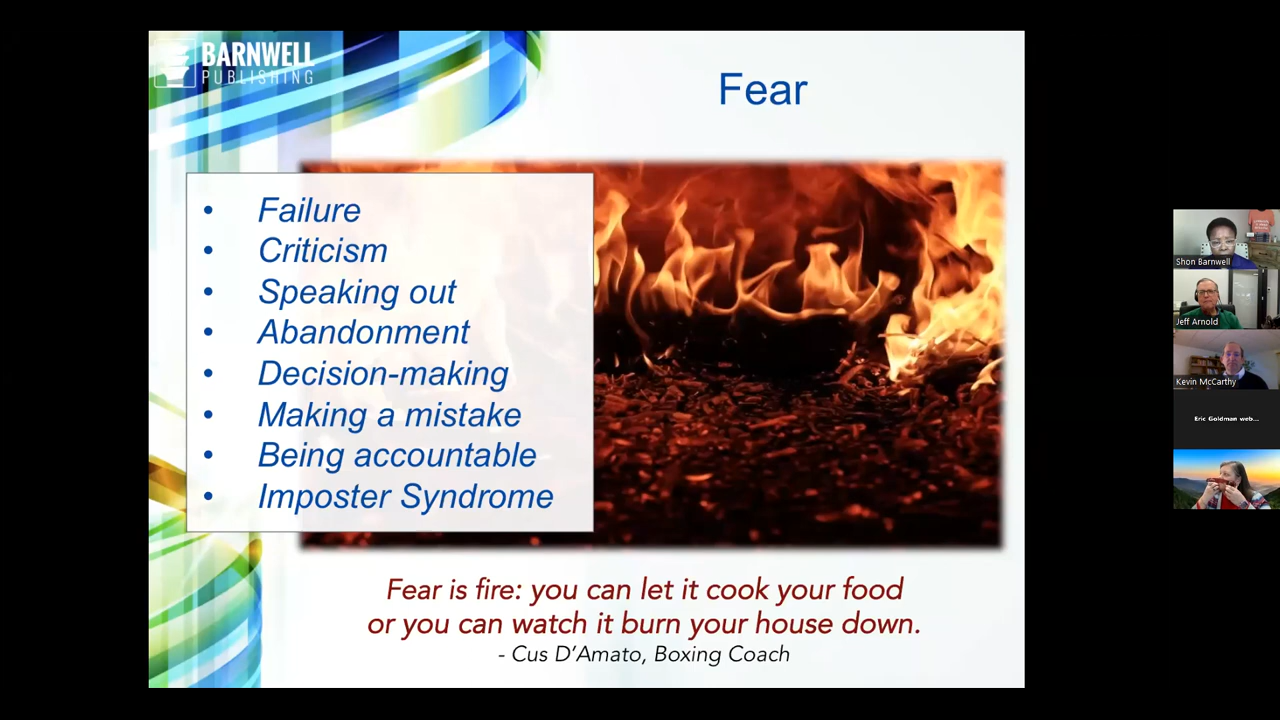 BARNWELL
PUBLISHING
Fear
• Failure
• Criticism
• Speaking out
• Abandonment
• Decision-making
• Making a mistake
• Being accountable
• Imposter Syndrome
Fear is fire: you can let it cook your food
or you can watch it burn your house down.
- Cus D'Amato, Boxing Coach
Shon Barnwell
Jeff Arnold
Kevin McCarthy
Eric Goldman web...